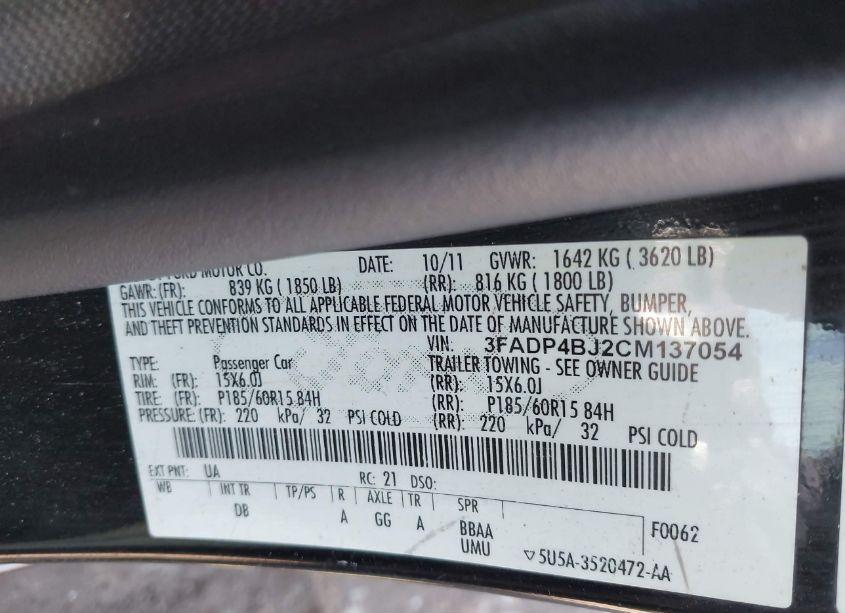 FORD MOTOR CO. DATE: 10/11 GVWR: 1642 KG ( 3620 LB)
GAWR: (FR): 839 KG ( 1850 LB) (RR): 816 KG ( 1800 LB)
THIS VEHICLE CONFORMS TO ALL APPLICABLE FEDERAL MOTOR VEHICLE SAFETY, BUMPER,
AND THEFT PREVENTION STANDARDS IN EFFECT ON THE DATE OF MANUFACTURE SHOWN ABOVE.
VIN: 3FADP4BJ2CM137054
TYPE: Passenger Car TRAILER TOWING - SEE OWNER GUIDE
RIM: (FR): 15X6.0J (RR): 15X6.0J
TIRE: (FR): P185/60R15 84H (RR): P185/60R15 84H
PRESSURE: (FR): 220 kPa/ 32 PSI COLD (RR): 220 kPa/ 32 PSI COLD
EXT PNT: UA RC: 21 DSO:
WB INT TR TP/PS R AXLE TR SPR
DB A GG A BBAA F0062
UMU ▽5U5A-3520472-AA